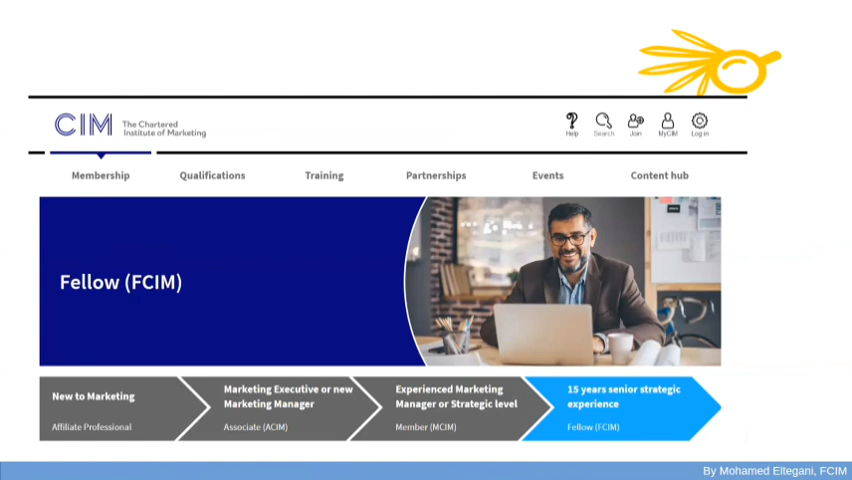 CIM The Chartered
Institute of Marketing
Help Search Join MyCIM Log in
Membership Qualifications Training Partnerships Events Content hub
Fellow (FCIM)
New to Marketing
Affiliate Professional
Marketing Executive or new
Marketing Manager
Associate (ACIM)
Experienced Marketing
Manager or Strategic level
Member (MCIM)
15 years senior strategic
experience
Fellow (FCIM)
By Mohamed Eltegani, FCIM